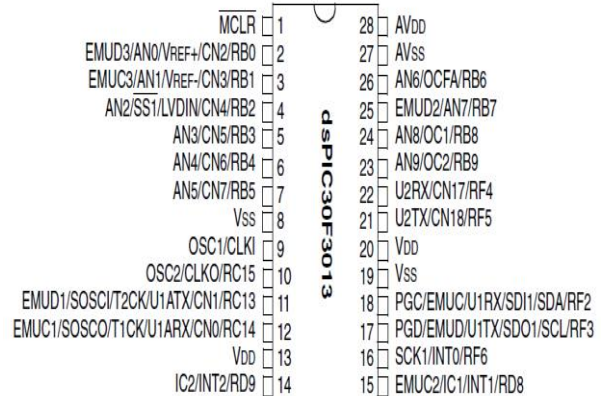 MCLR 1 28 AVDD
EMUD3/AN0/VREF+/CN2/RB0 2 27 AVSS
EMUC3/AN1/VREF-/CN3/RB1 3 26 AN6/OCFA/RB6
AN2/SS1/LVDIN/CN4/RB2 4 25 EMUD2/AN7/RB7
AN3/CN5/RB3 5 24 AN8/OC1/RB8
AN4/CN6/RB4 6 23 AN9/OC2/RB9
AN5/CN7/RB5 7 22 U2RX/CN17/RF4
VSS 8 21 U2TX/CN18/RF5
OSC1/CLKI 9 20 VDD
OSC2/CLKO/RC15 10 19 VSS
EMUD1/SOSCI/T2CK/U1ATX/CN1/RC13 11 18 PGC/EMUC/U1RX/SDI1/SDA/RF2
EMUC1/SOSCO/T1CK/U1ARX/CN0/RC14 12 17 PGD/EMUD/U1TX/SDO1/SCL/RF3
VDD 13 16 SCK1/INT0/RF6
IC2/INT2/RD9 14 15 EMUC2/IC1/INT1/RD8
dsPIC30F3013